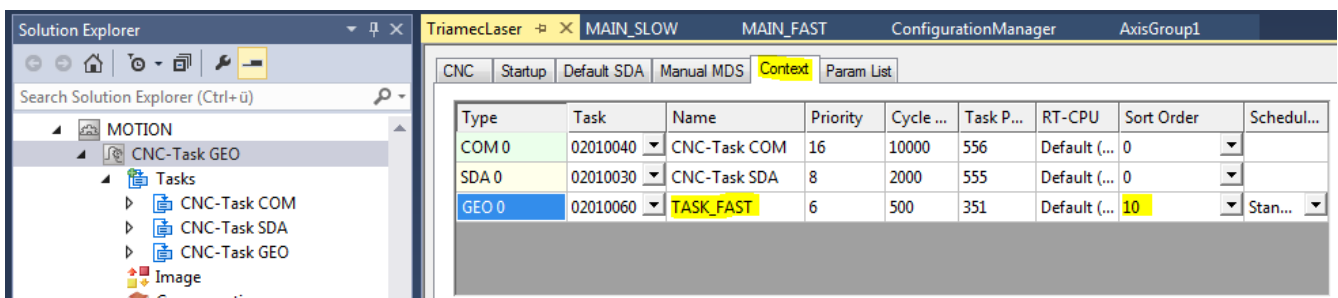 Solution Explorer
Search Solution Explorer (Ctrl+ü)
MOTION
CNC-Task GEO
Tasks
CNC-Task COM
CNC-Task SDA
CNC-Task GEO
Image
TriamecLaser MAIN_SLOW MAIN_FAST ConfigurationManager AxisGroup1
CNC Startup Default SDA Manual MDS Context Param List
Type Task Name Priority Cycle ... Task P... RT-CPU Sort Order Schedul...
COM 0 02010040 CNC-Task COM 16 10000 556 Default (... 0
SDA 0 02010030 CNC-Task SDA 8 2000 555 Default (... 0
GEO 0 02010060 TASK_FAST 6 500 351 Default (... 10 Stan...